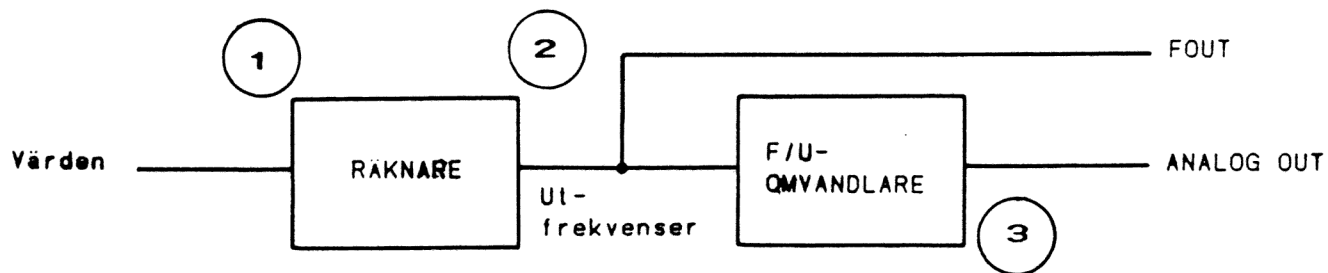 1
2
FOUT
Värden
RÄKNARE
F/U-
OMVANDLARE
ANALOG OUT
Ut-
frekvenser
3